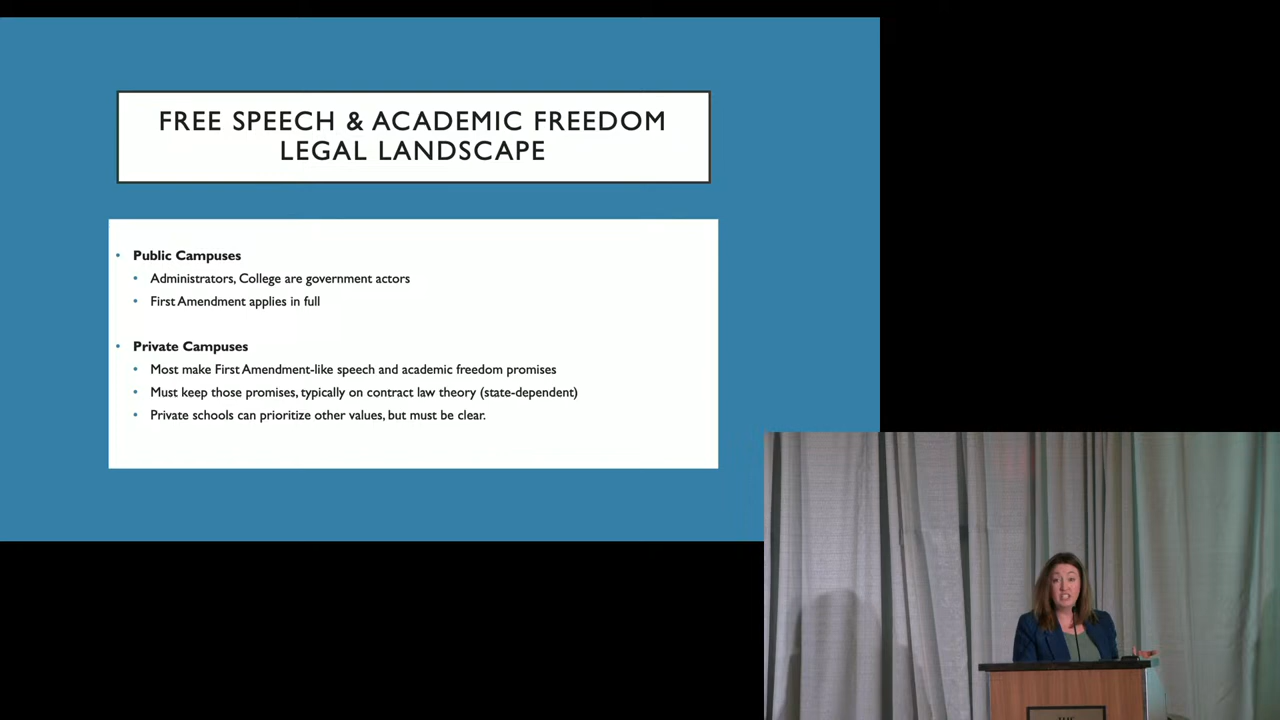 FREE SPEECH & ACADEMIC FREEDOM
LEGAL LANDSCAPE
• Public Campuses
• Administrators, College are government actors
• First Amendment applies in full
• Private Campuses
• Most make First Amendment-like speech and academic freedom promises
• Must keep those promises, typically on contract law theory (state-dependent)
• Private schools can prioritize other values, but must be clear.
THE